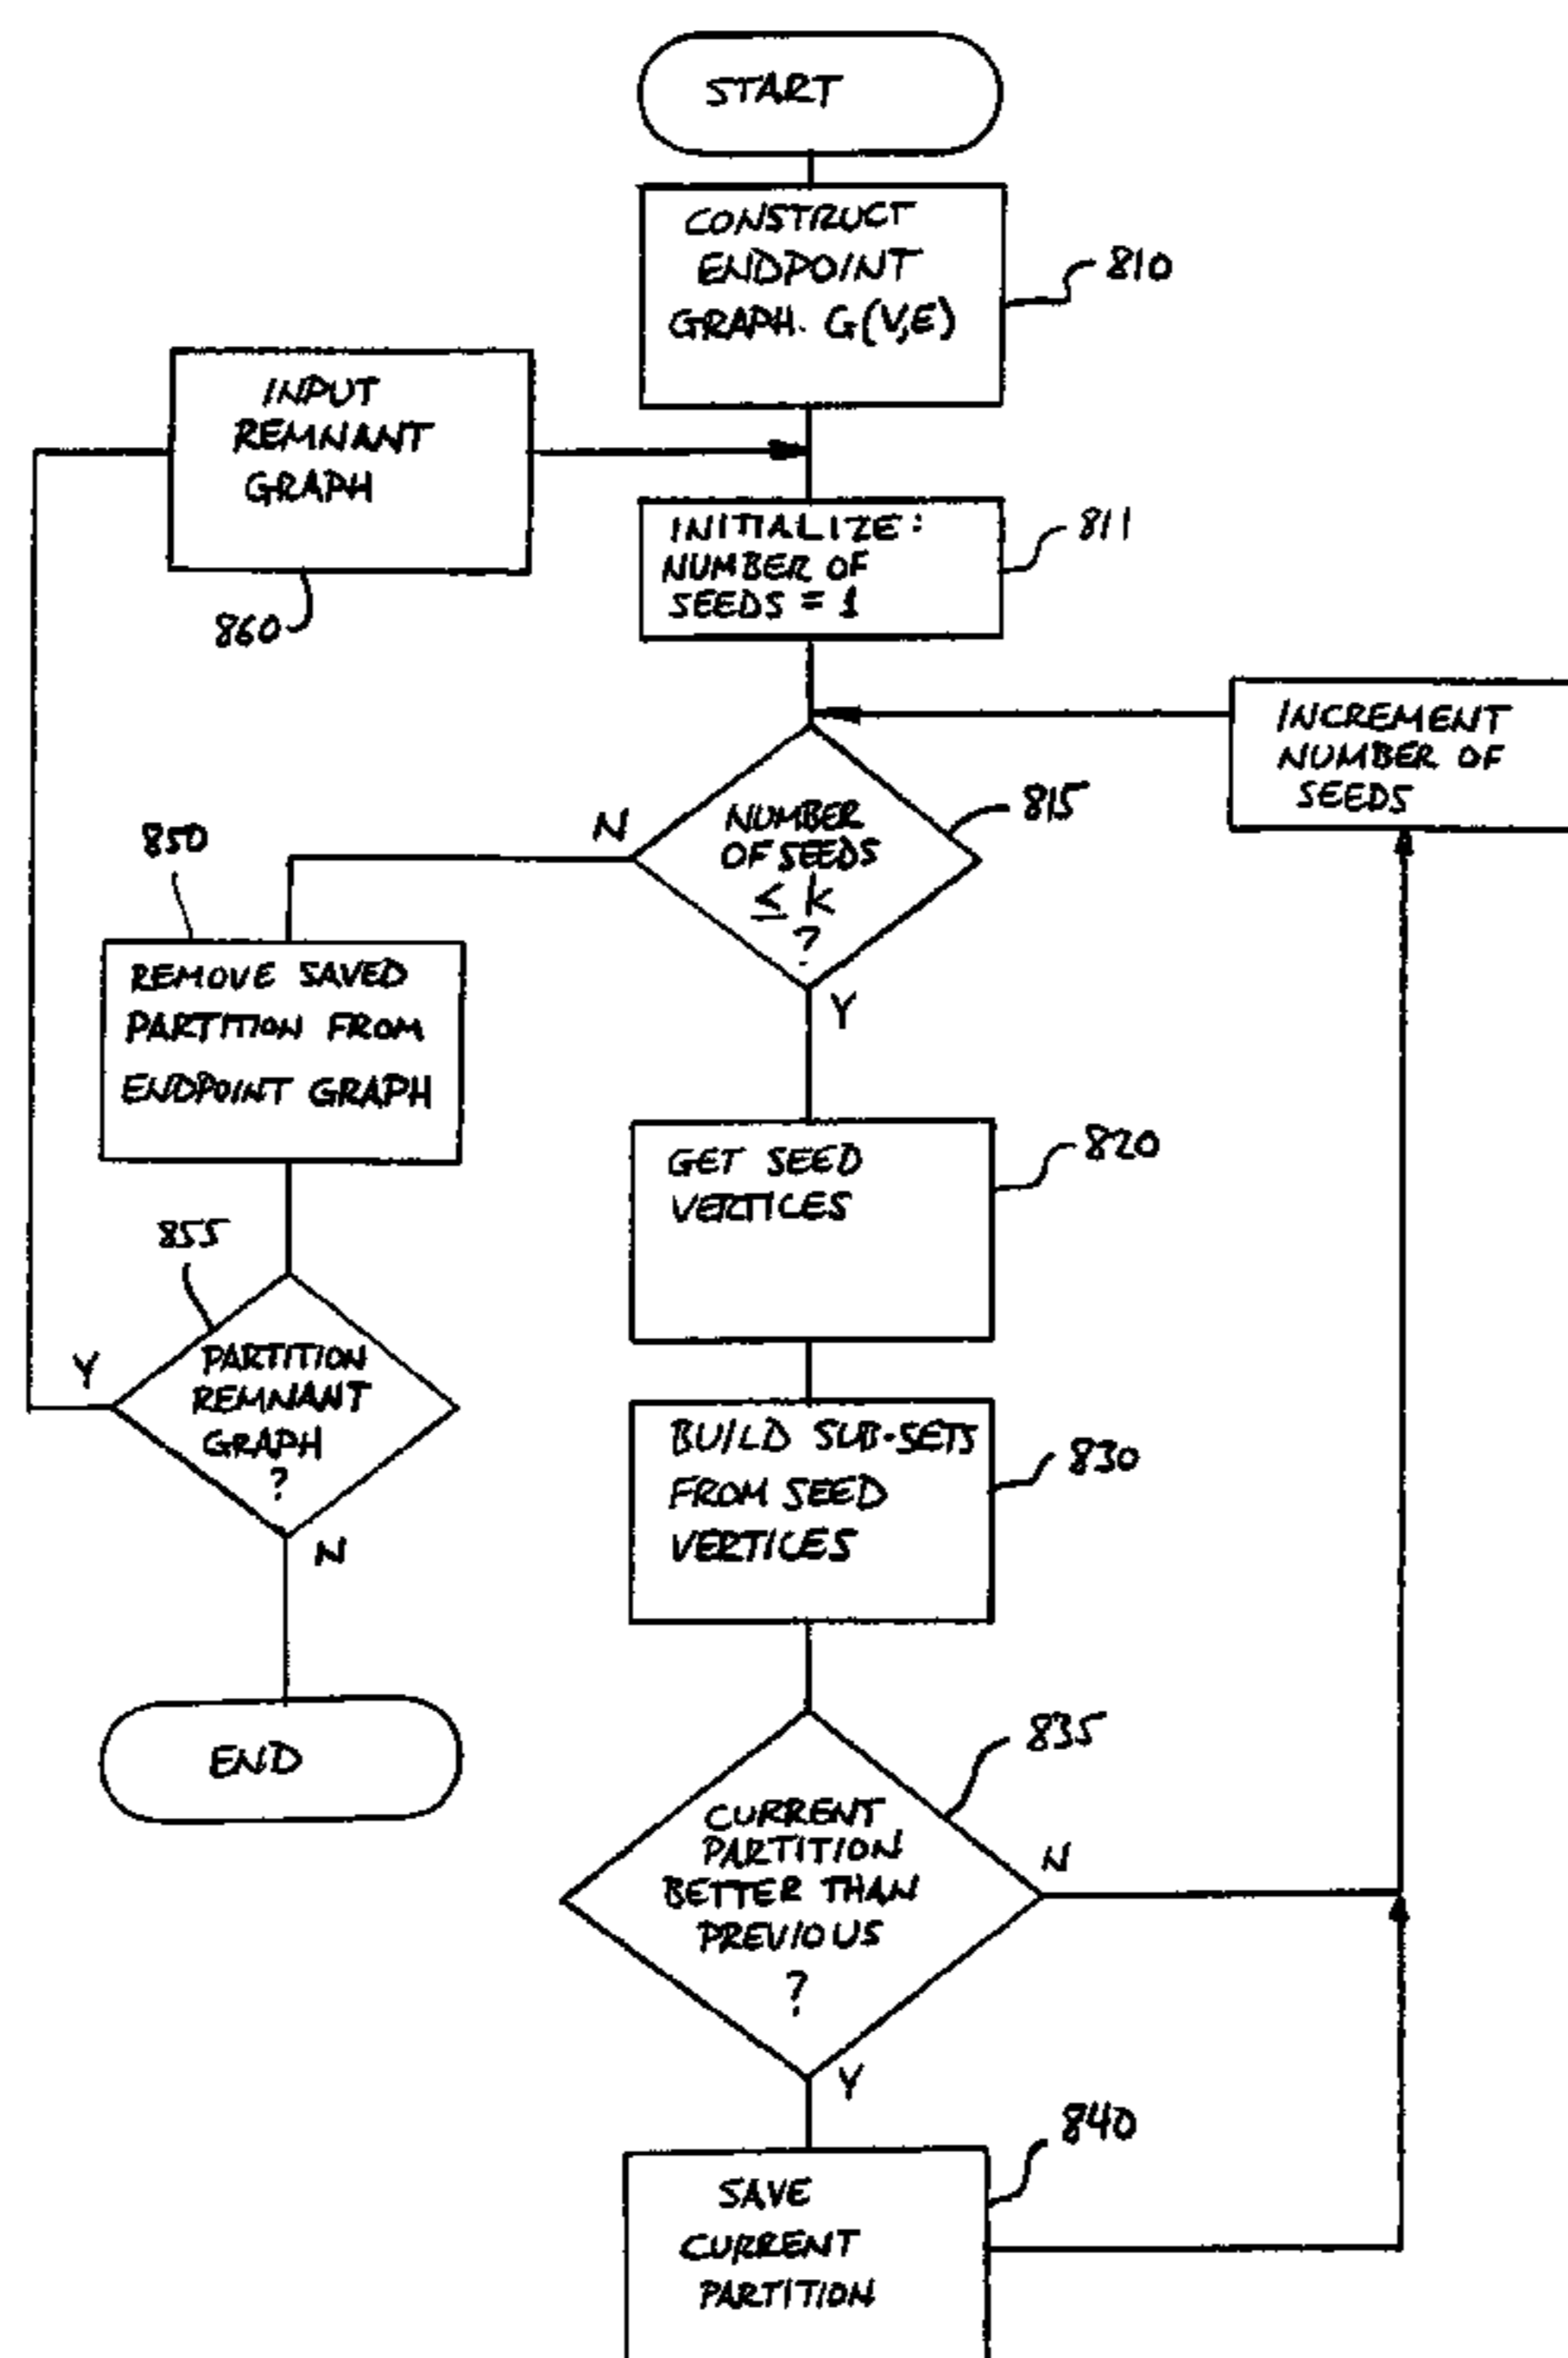 START
CONSTRUCT
ENDPOINT
GRAPH. G(V,E)
810
INPUT
REMNANT
GRAPH
860
INITIALIZE:
NUMBER OF
SEEDS = 1
811
INCREMENT
NUMBER OF
SEEDS
NUMBER
OF SEEDS
≤ k
?
815
N
Y
850
REMOVE SAVED
PARTITION FROM
ENDPOINT GRAPH
GET SEED
VERTICES
820
855
PARTITION
REMNANT
GRAPH
?
Y
N
BUILD SUB-SETS
FROM SEED
VERTICES
830
END
CURRENT
PARTITION
BETTER THAN
PREVIOUS
?
835
N
Y
SAVE
CURRENT
PARTITION
840